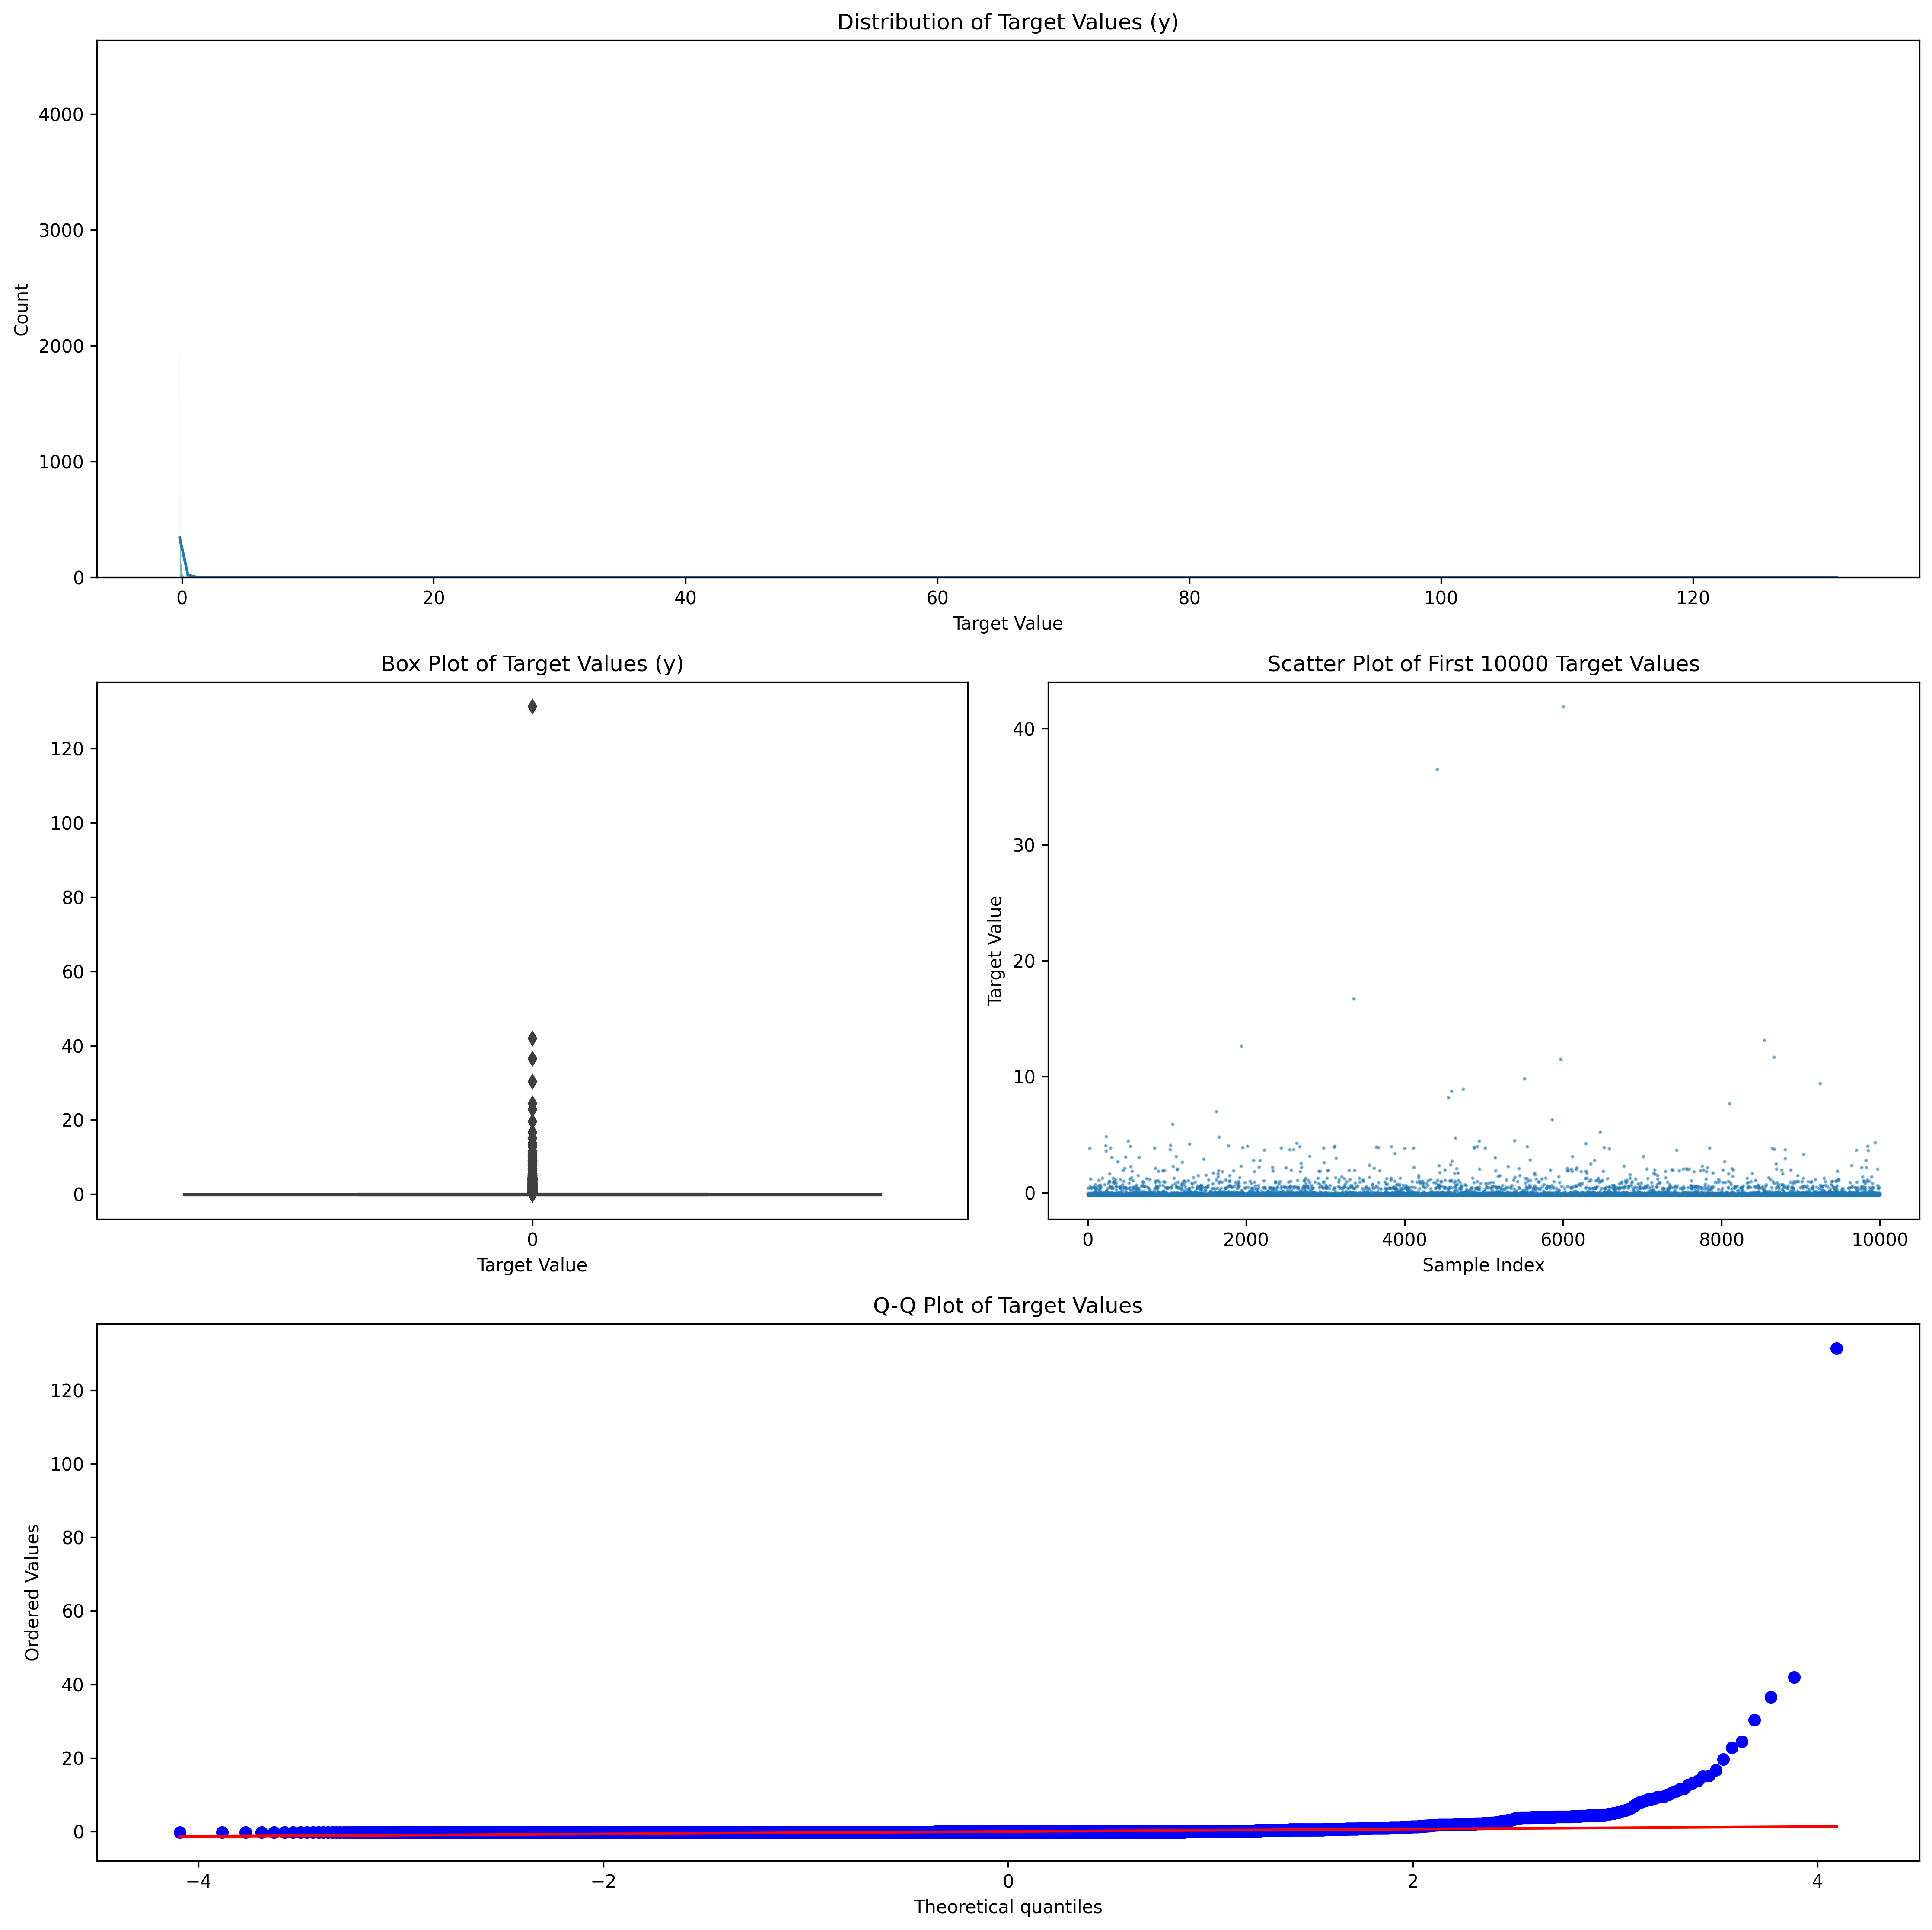 Distribution of Target Values (y)
4000
3000
2000
1000
0
Count
0 20 40 60 80 100 120
Target Value
Box Plot of Target Values (y)
120
100
80
60
40
20
0
0
Target Value
Scatter Plot of First 10000 Target Values
40
30
20
10
0
Target Value
0 2000 4000 6000 8000 10000
Sample Index
Q-Q Plot of Target Values
120
100
80
60
40
20
0
Ordered Values
−4 −2 0 2 4
Theoretical quantiles